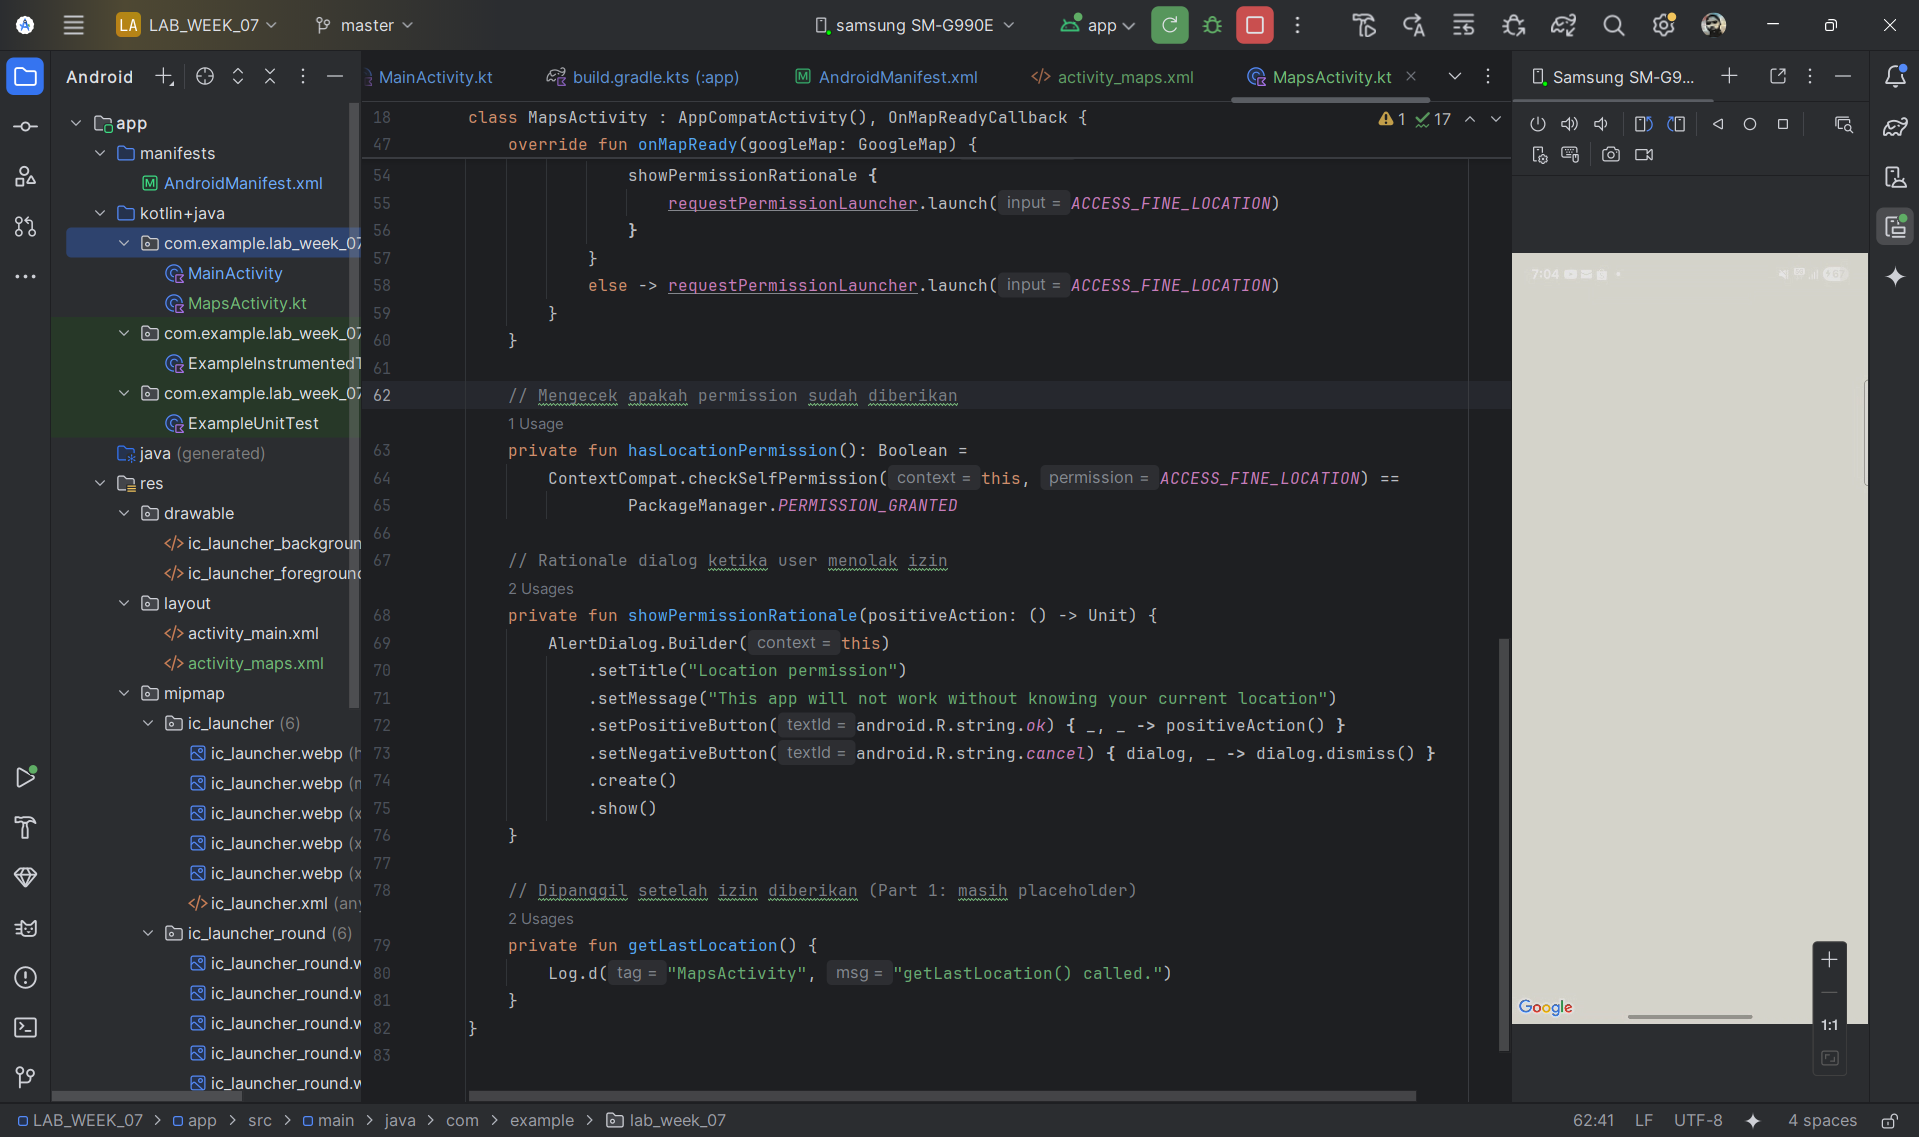 LA LAB_WEEK_07 master samsung SM-G990E app
Android
MainActivity.kt build.gradle.kts (:app) AndroidManifest.xml activity_maps.xml MapsActivity.kt
Samsung SM-G9...
app
manifests
AndroidManifest.xml
kotlin+java
com.example.lab_week_07
MainActivity
MapsActivity.kt
com.example.lab_week_07
ExampleInstrumentedT
com.example.lab_week_07
ExampleUnitTest
java (generated)
res
drawable
ic_launcher_backgroun
ic_launcher_foreground
layout
activity_main.xml
activity_maps.xml
mipmap
ic_launcher (6)
ic_launcher.webp (h
ic_launcher.webp (m
ic_launcher.webp (x
ic_launcher.webp (x
ic_launcher.webp (x
ic_launcher.xml (any
ic_launcher_round (6)
ic_launcher_round.w
ic_launcher_round.w
ic_launcher_round.w
ic_launcher_round.w
ic_launcher_round.w
18 class MapsActivity : AppCompatActivity(), OnMapReadyCallback {
1 17
47 override fun onMapReady(googleMap: GoogleMap) {
54 showPermissionRationale {
55 requestPermissionLauncher.launch( input = ACCESS_FINE_LOCATION)
56 }
57 }
58 else -> requestPermissionLauncher.launch( input = ACCESS_FINE_LOCATION)
59 }
60 }
61
62 // Mengecek apakah permission sudah diberikan
1 Usage
63 private fun hasLocationPermission(): Boolean =
64 ContextCompat.checkSelfPermission( context = this, permission = ACCESS_FINE_LOCATION) ==
65 PackageManager.PERMISSION_GRANTED
66
67 // Rationale dialog ketika user menolak izin
2 Usages
68 private fun showPermissionRationale(positiveAction: () -> Unit) {
69 AlertDialog.Builder( context = this)
70 .setTitle("Location permission")
71 .setMessage("This app will not work without knowing your current location")
72 .setPositiveButton( textId = android.R.string.ok) { _, _ -> positiveAction() }
73 .setNegativeButton( textId = android.R.string.cancel) { dialog, _ -> dialog.dismiss() }
74 .create()
75 .show()
76 }
77
78 // Dipanggil setelah izin diberikan (Part 1: masih placeholder)
2 Usages
79 private fun getLastLocation() {
80 Log.d( tag = "MapsActivity", msg = "getLastLocation() called.")
81 }
82 }
83
7:04
Google
1:1
LAB_WEEK_07 > app > src > main > java > com > example > lab_week_07
62:41 LF UTF-8 4 spaces